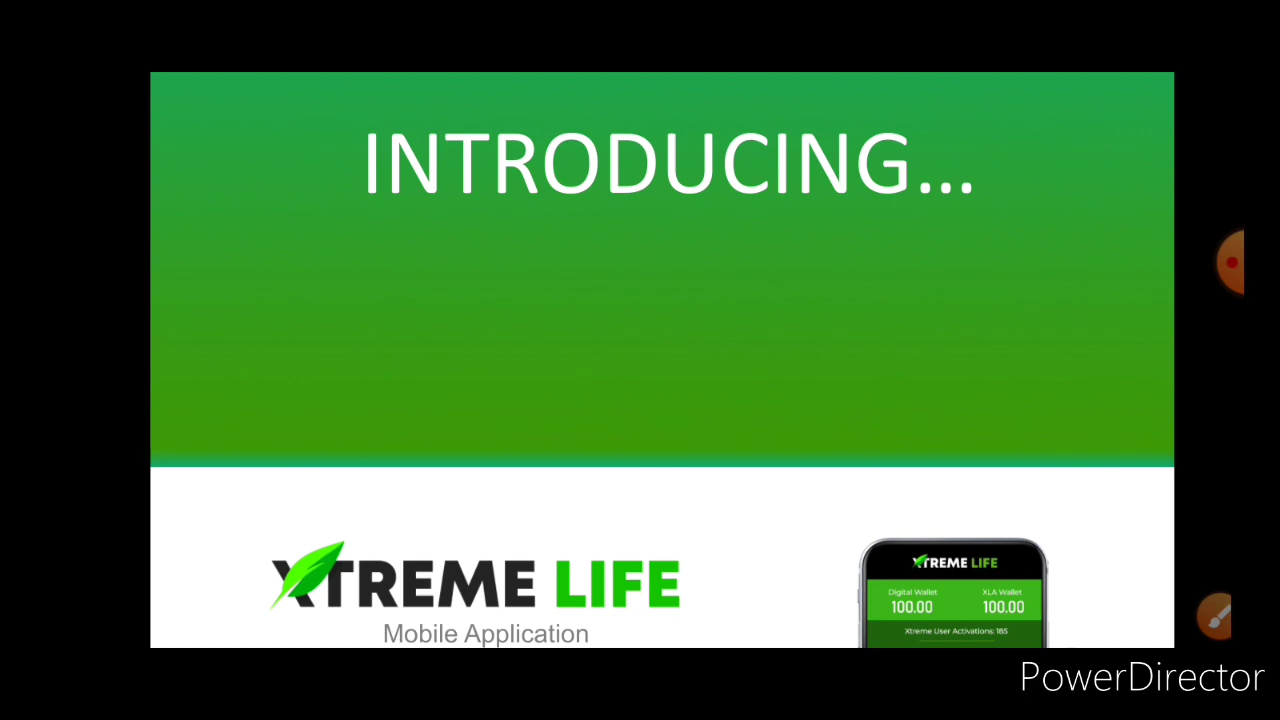 INTRODUCING...
XTREME LIFE
Mobile Application
XTREME LIFE
Digital Wallet XLA Wallet
100.00 100.00
Xtreme User Activations: 185
PowerDirector